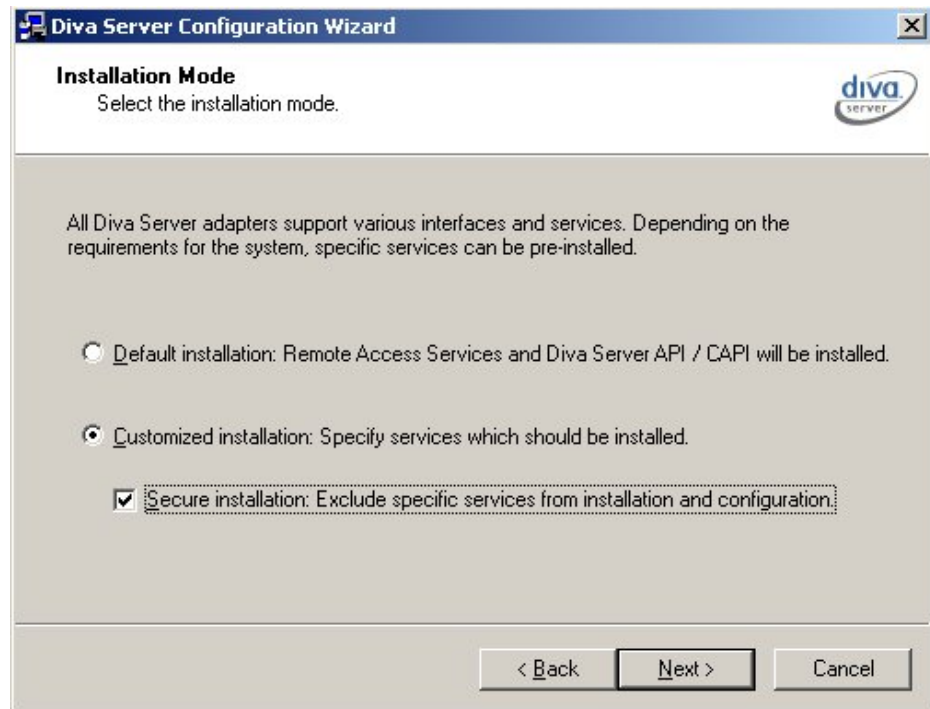 Diva Server Configuration Wizard
Installation Mode
Select the installation mode.
diva
server
All Diva Server adapters support various interfaces and services. Depending on the
requirements for the system, specific services can be pre-installed.
Default installation: Remote Access Services and Diva Server API / CAPI will be installed.
Customized installation: Specify services which should be installed.
Secure installation: Exclude specific services from installation and configuration.
< Back
Next >
Cancel